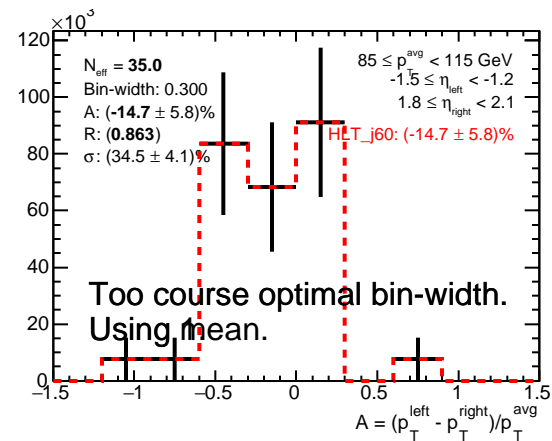 ×10³
N_eff = 35.0
Bin-width: 0.300
A: (-14.7 ± 5.8)%
R: (0.863)
σ: (34.5 ± 4.1)%
85 ≤ p_T^avg < 115 GeV
-1.5 ≤ η_left < -1.2
1.8 ≤ η_right < 2.1
HLT_j60: (-14.7 ± 5.8)%
Too course optimal bin-width.
Using mean.
120
100
80
60
40
20
0
−1.5 −1 −0.5 0 0.5 1 1.5
A = (p_T^left - p_T^right)/p_T^avg